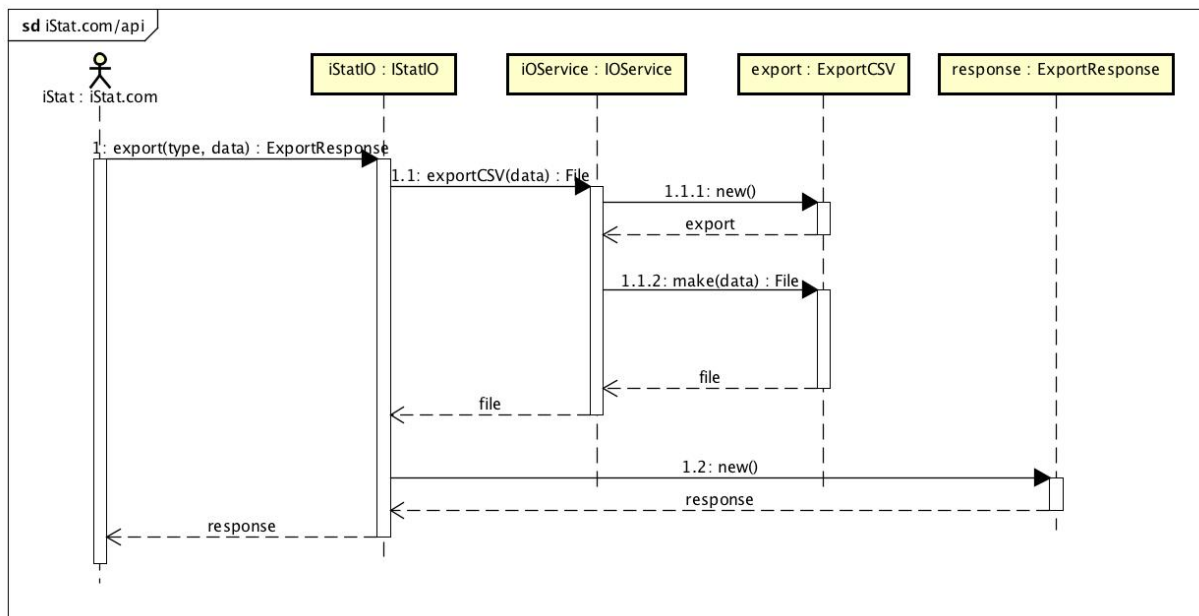 sd iStat.com/api
iStat : iStat.com
iStatIO : IStatIO
iOService : IOService
export : ExportCSV
response : ExportResponse
1: export(type, data) : ExportResponse
1.1: exportCSV(data) : File
1.1.1: new()
export
1.1.2: make(data) : File
file
file
1.2: new()
response
response